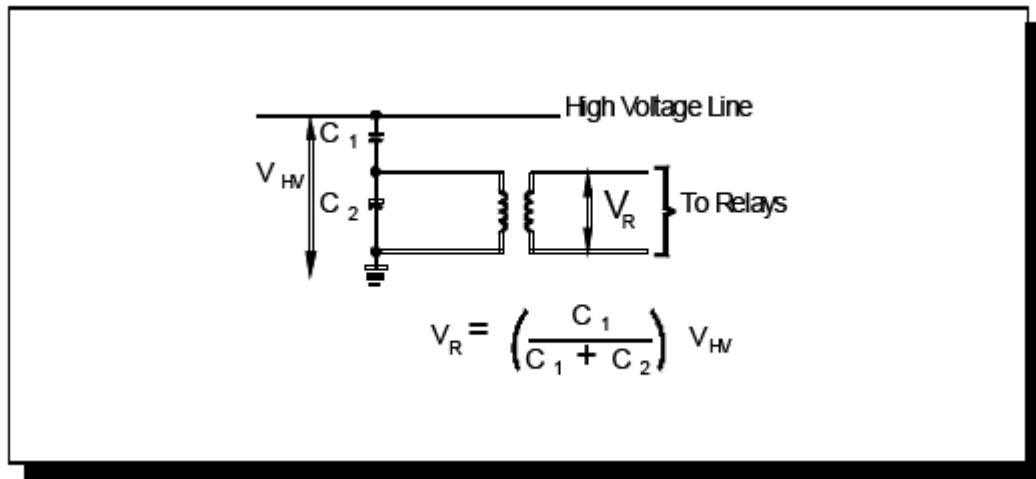 High Voltage Line
C 1
V HV
C 2
V R
To Relays
V R = ( C 1 / C 1 + C 2 ) V HV